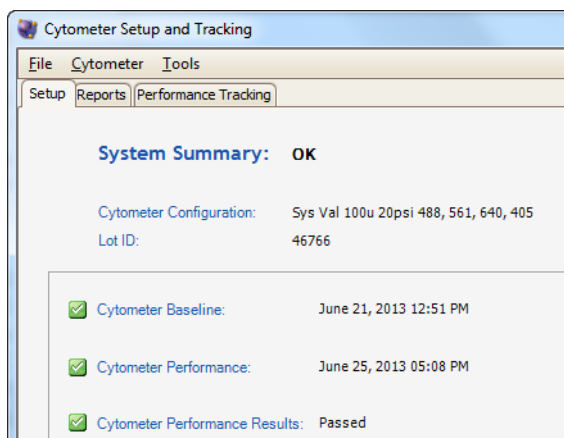 Cytometer Setup and Tracking
File Cytometer Tools
Setup Reports Performance Tracking
System Summary: OK
Cytometer Configuration: Sys Val 100u 20psi 488, 561, 640, 405
Lot ID: 46766
Cytometer Baseline: June 21, 2013 12:51 PM
Cytometer Performance: June 25, 2013 05:08 PM
Cytometer Performance Results: Passed